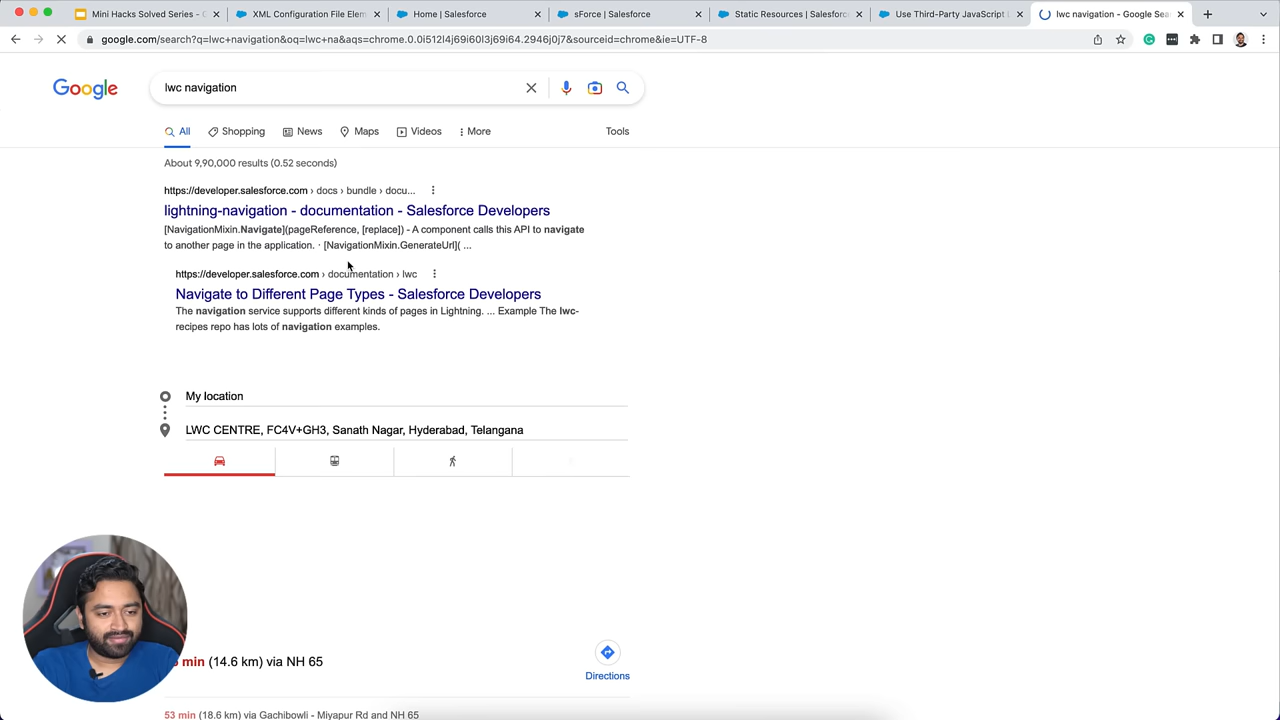 Mini Hacks Solved Series -
XML Configuration File Elem
Home | Salesforce
sForce | Salesforce
Static Resources | Salesforc
Use Third-Party JavaScript L
lwc navigation - Google Sea
google.com/search?q=lwc+navigation&oq=lwc+na&aqs=chrome.0.0i512l4j69i60l3j69i64.2946j0j7&sourceid=chrome&ie=UTF-8
Google
lwc navigation
All
Shopping
News
Maps
Videos
More
Tools
About 9,90,000 results (0.52 seconds)
https://developer.salesforce.com › docs › bundle › docu...
lightning-navigation - documentation - Salesforce Developers
[NavigationMixin.Navigate](pageReference, [replace]) - A component calls this API to navigate
to another page in the application. · [NavigationMixin.GenerateUrl]( ...
https://developer.salesforce.com › documentation › lwc
Navigate to Different Page Types - Salesforce Developers
The navigation service supports different kinds of pages in Lightning. ... Example The lwc-
recipes repo has lots of navigation examples.
My location
LWC CENTRE, FC4V+GH3, Sanath Nagar, Hyderabad, Telangana
min (14.6 km) via NH 65
Directions
53 min (18.6 km) via Gachibowli - Miyapur Rd and NH 65